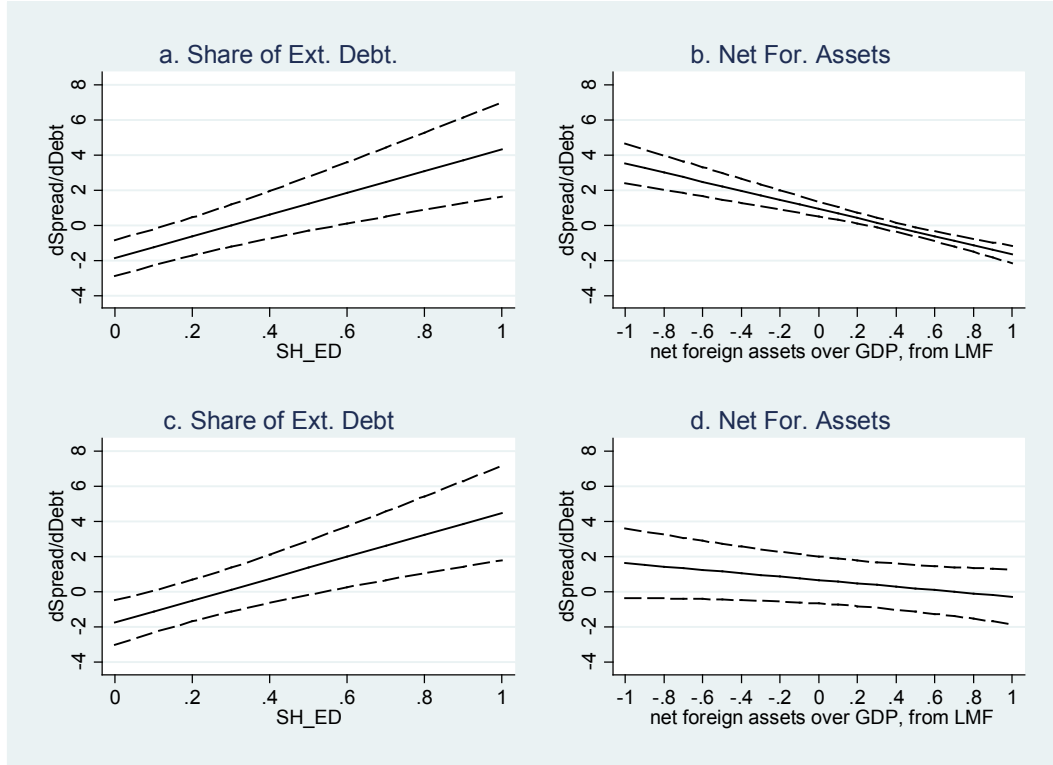 a. Share of Ext. Debt.
dSpread/dDebt
8
6
4
2
0
-2
-4
0 .2 .4 .6 .8 1
SH_ED
b. Net For. Assets
dSpread/dDebt
8
6
4
2
0
-2
-4
-1 -.8 -.6 -.4 -.2 0 .2 .4 .6 .8 1
net foreign assets over GDP, from LMF
c. Share of Ext. Debt
dSpread/dDebt
8
6
4
2
0
-2
-4
0 .2 .4 .6 .8 1
SH_ED
d. Net For. Assets
dSpread/dDebt
8
6
4
2
0
-2
-4
-1 -.8 -.6 -.4 -.2 0 .2 .4 .6 .8 1
net foreign assets over GDP, from LMF